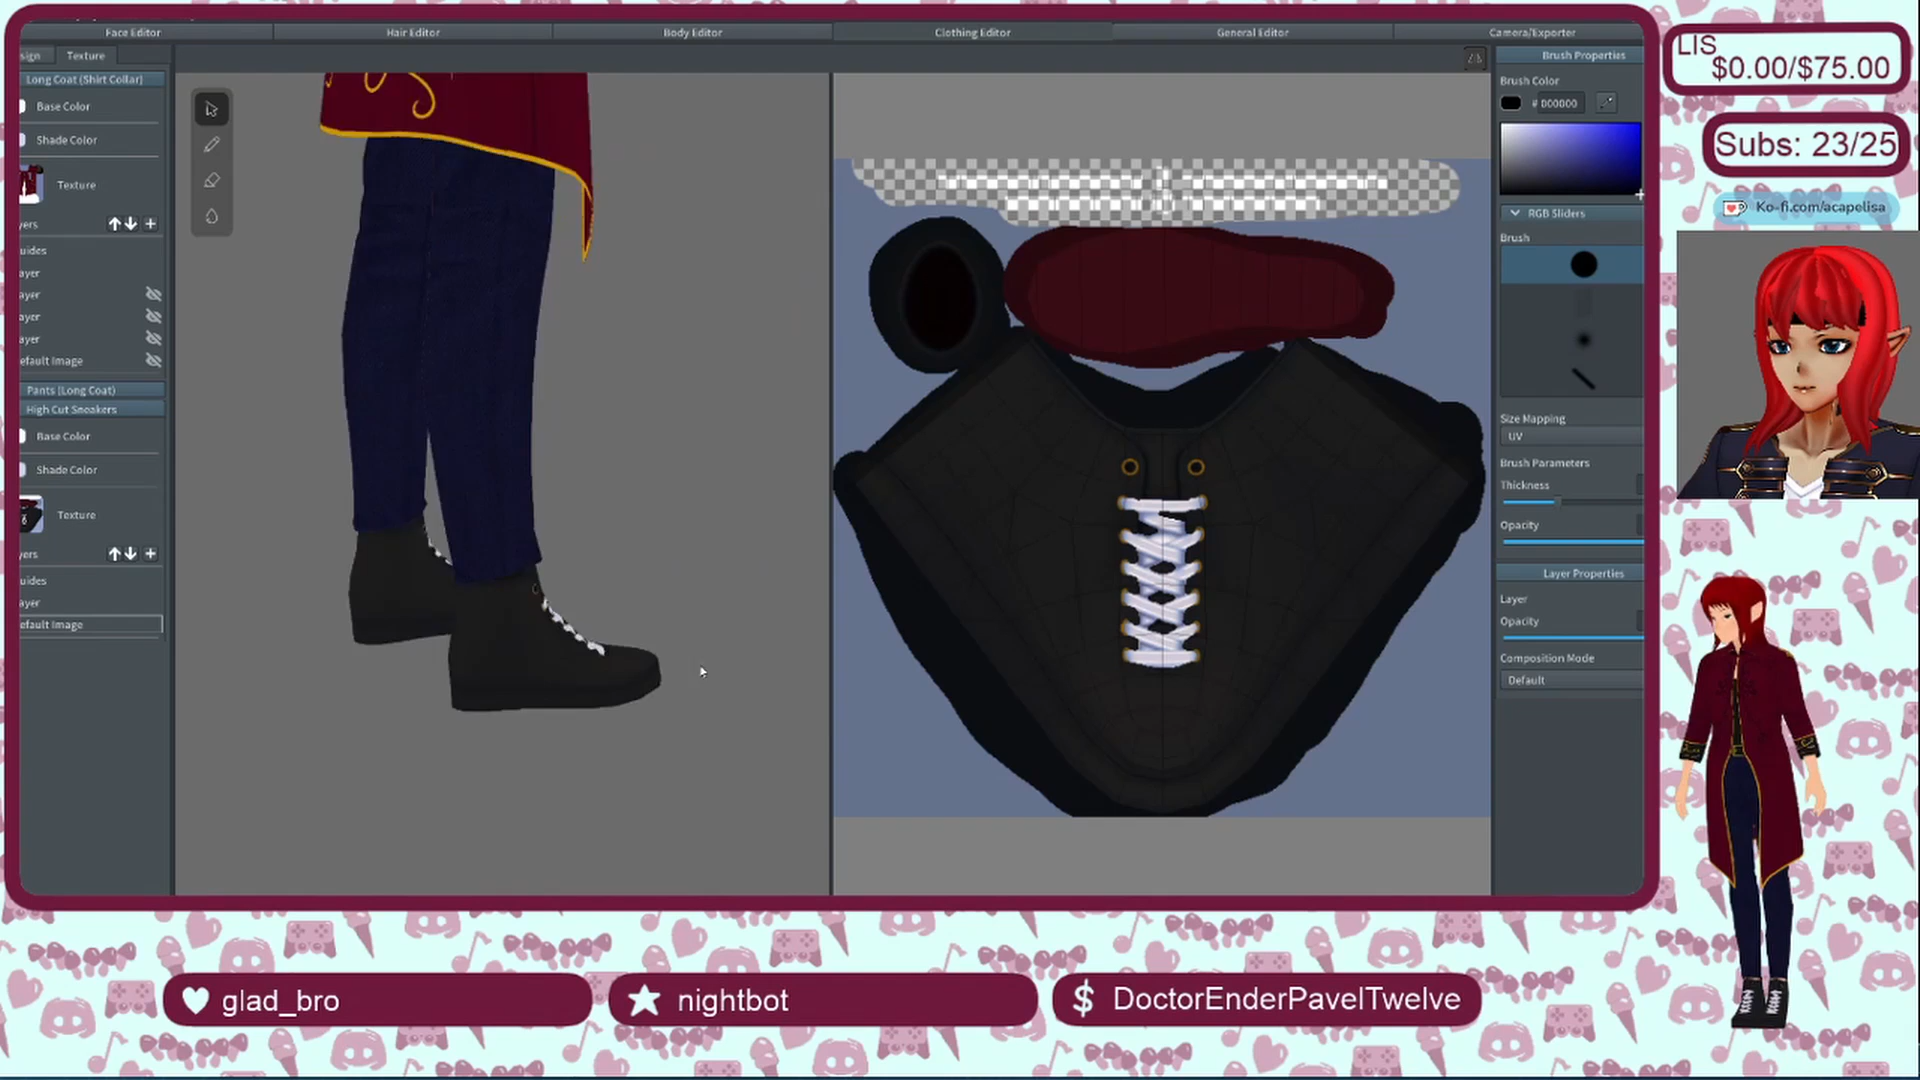 Face Editor
Hair Editor
Body Editor
Clothing Editor
General Editor
Camera/Exporter
sign
Texture
Long Coat (Shirt Collar)
Base Color
Shade Color
Texture
yers
uides
ayer
ayer
ayer
ayer
efault Image
Pants (Long Coat)
High Cut Sneakers
Base Color
Shade Color
Texture
yers
uides
ayer
efault Image
Brush Properties
Brush Color
# 000000
RGB Sliders
Brush
Size Mapping
UV
Brush Parameters
Thickness
Opacity
Layer Properties
Layer
Opacity
Composition Mode
Default
LIS
$0.00/$75.00
Subs: 23/25
Ko-fi.com/acapelisa
glad_bro
nightbot
$ DoctorEnderPavelTwelve